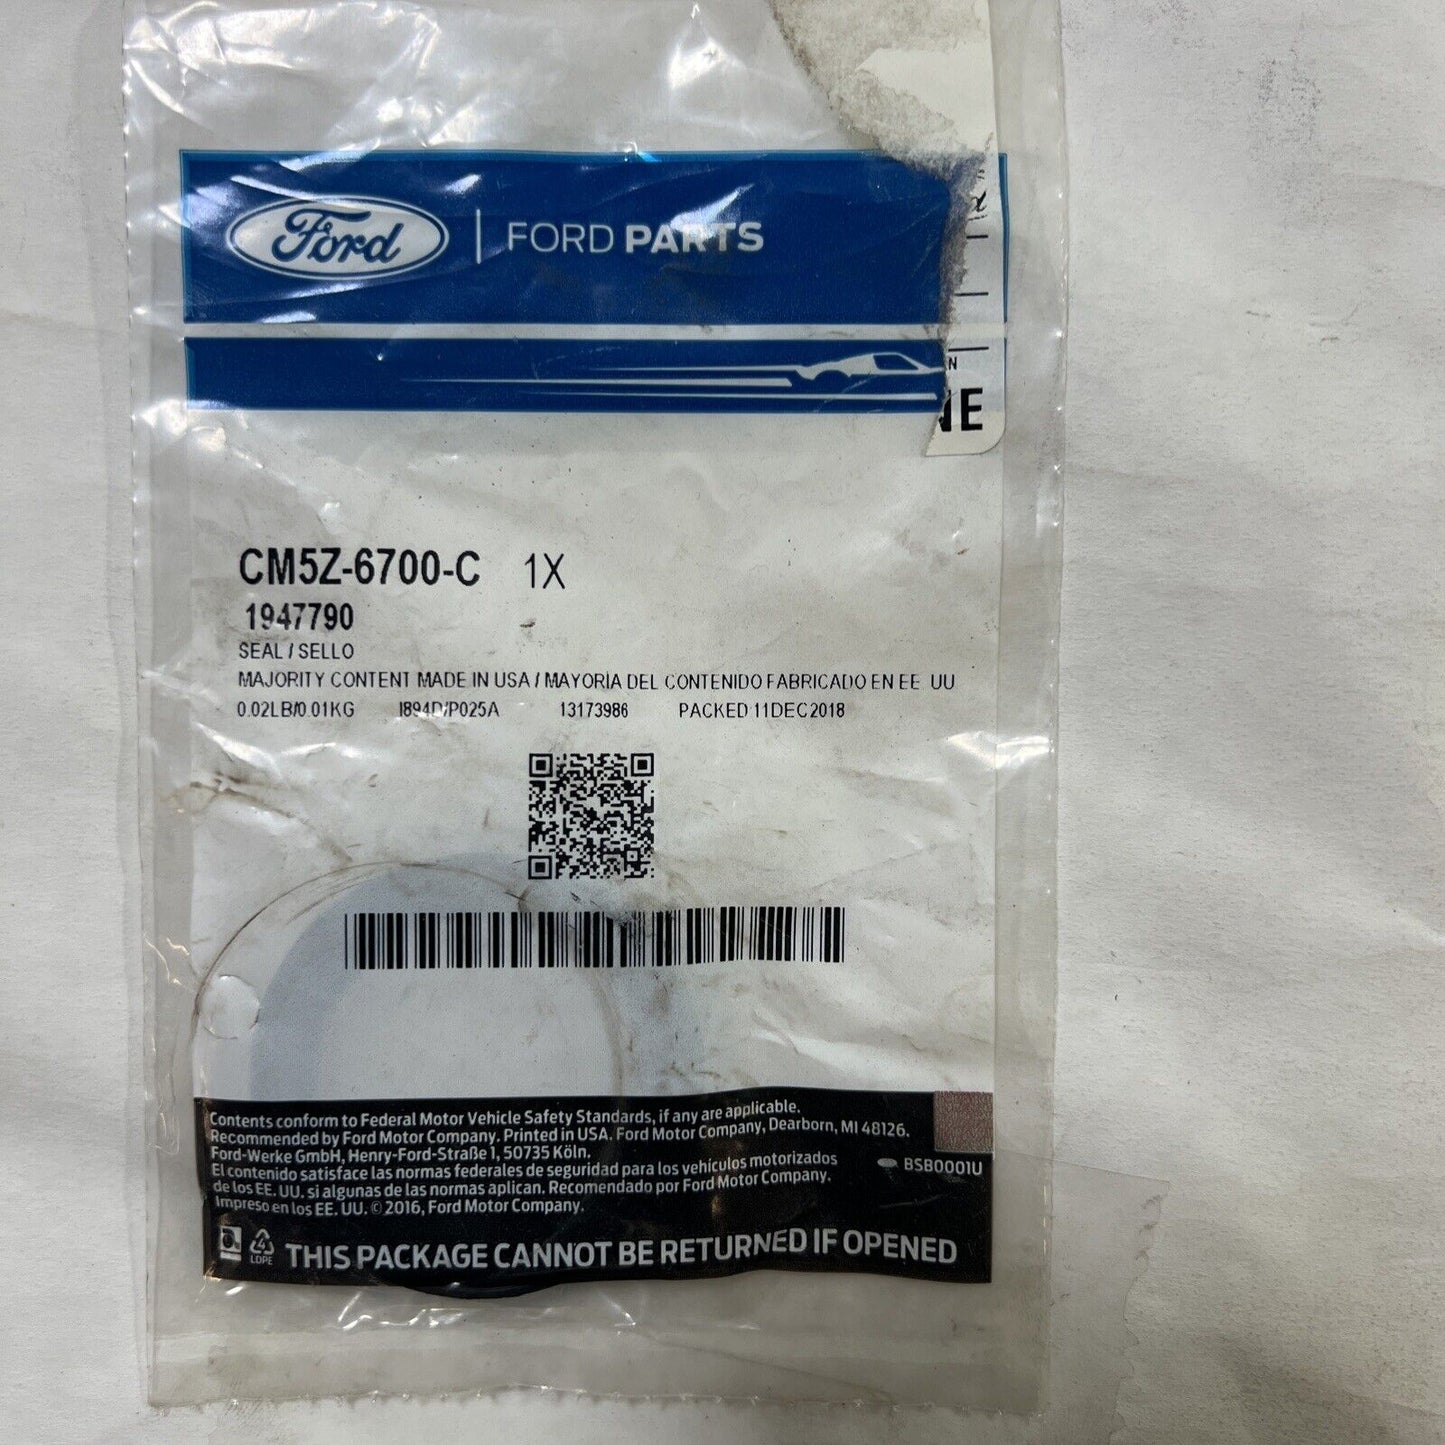 Ford | FORD PARTS
N
NE
CM5Z-6700-C 1X
1947790
SEAL / SELLO
MAJORITY CONTENT MADE IN USA / MAYORIA DEL CONTENIDO FABRICADO EN EE UU
0.02LB/0.01KG I894D/P025A 13173986 PACKED 11DEC2018
Contents conform to Federal Motor Vehicle Safety Standards, if any are applicable.
Recommended by Ford Motor Company. Printed in USA. Ford Motor Company, Dearborn, MI 48126.
Ford-Werke GmbH, Henry-Ford-Straße 1, 50735 Köln.
El contenido satisface las normas federales de seguridad para los vehículos motorizados
de los EE. UU. si algunas de las normas aplican. Recomendado por Ford Motor Company.
Impreso en los EE. UU. © 2016, Ford Motor Company.
BSB0001U
4
LDPE
THIS PACKAGE CANNOT BE RETURNED IF OPENED